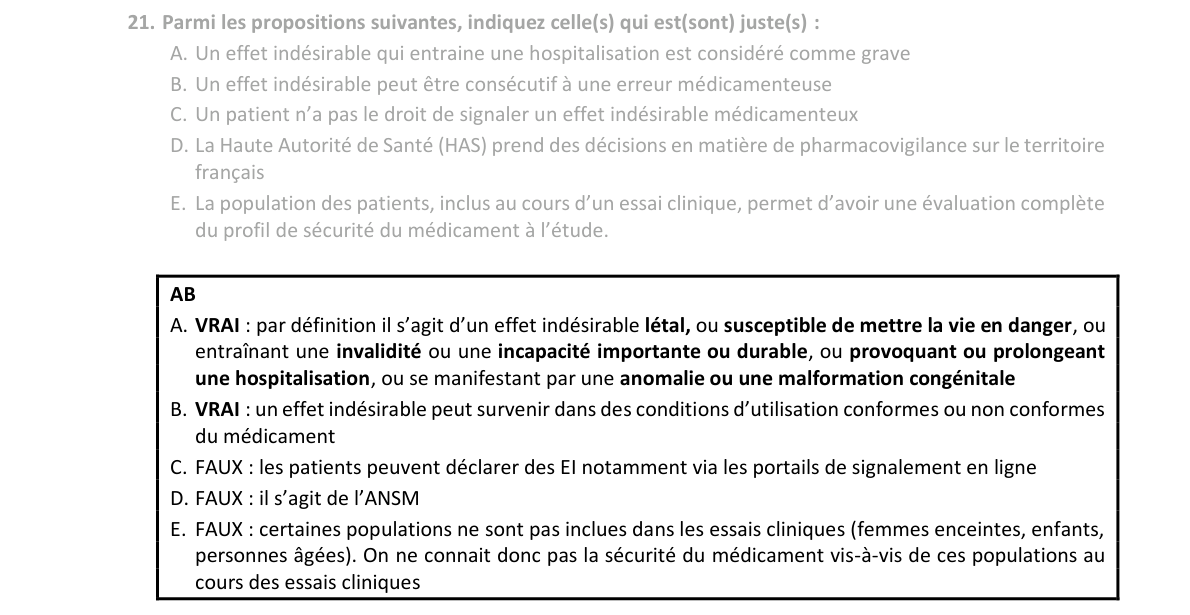 21. Parmi les propositions suivantes, indiquez celle(s) qui est(sont) juste(s) :
A. Un effet indésirable qui entraine une hospitalisation est considéré comme grave
B. Un effet indésirable peut être consécutif à une erreur médicamenteuse
C. Un patient n’a pas le droit de signaler un effet indésirable médicamenteux
D. La Haute Autorité de Santé (HAS) prend des décisions en matière de pharmacovigilance sur le territoire
français
E. La population des patients, inclus au cours d’un essai clinique, permet d’avoir une évaluation complète
du profil de sécurité du médicament à l’étude.
AB
A. VRAI : par définition il s’agit d’un effet indésirable létal, ou susceptible de mettre la vie en danger, ou
entraînant une invalidité ou une incapacité importante ou durable, ou provoquant ou prolongeant
une hospitalisation, ou se manifestant par une anomalie ou une malformation congénitale
B. VRAI : un effet indésirable peut survenir dans des conditions d’utilisation conformes ou non conformes
du médicament
C. FAUX : les patients peuvent déclarer des EI notamment via les portails de signalement en ligne
D. FAUX : il s’agit de l’ANSM
E. FAUX : certaines populations ne sont pas inclues dans les essais cliniques (femmes enceintes, enfants,
personnes âgées). On ne connait donc pas la sécurité du médicament vis-à-vis de ces populations au
cours des essais cliniques